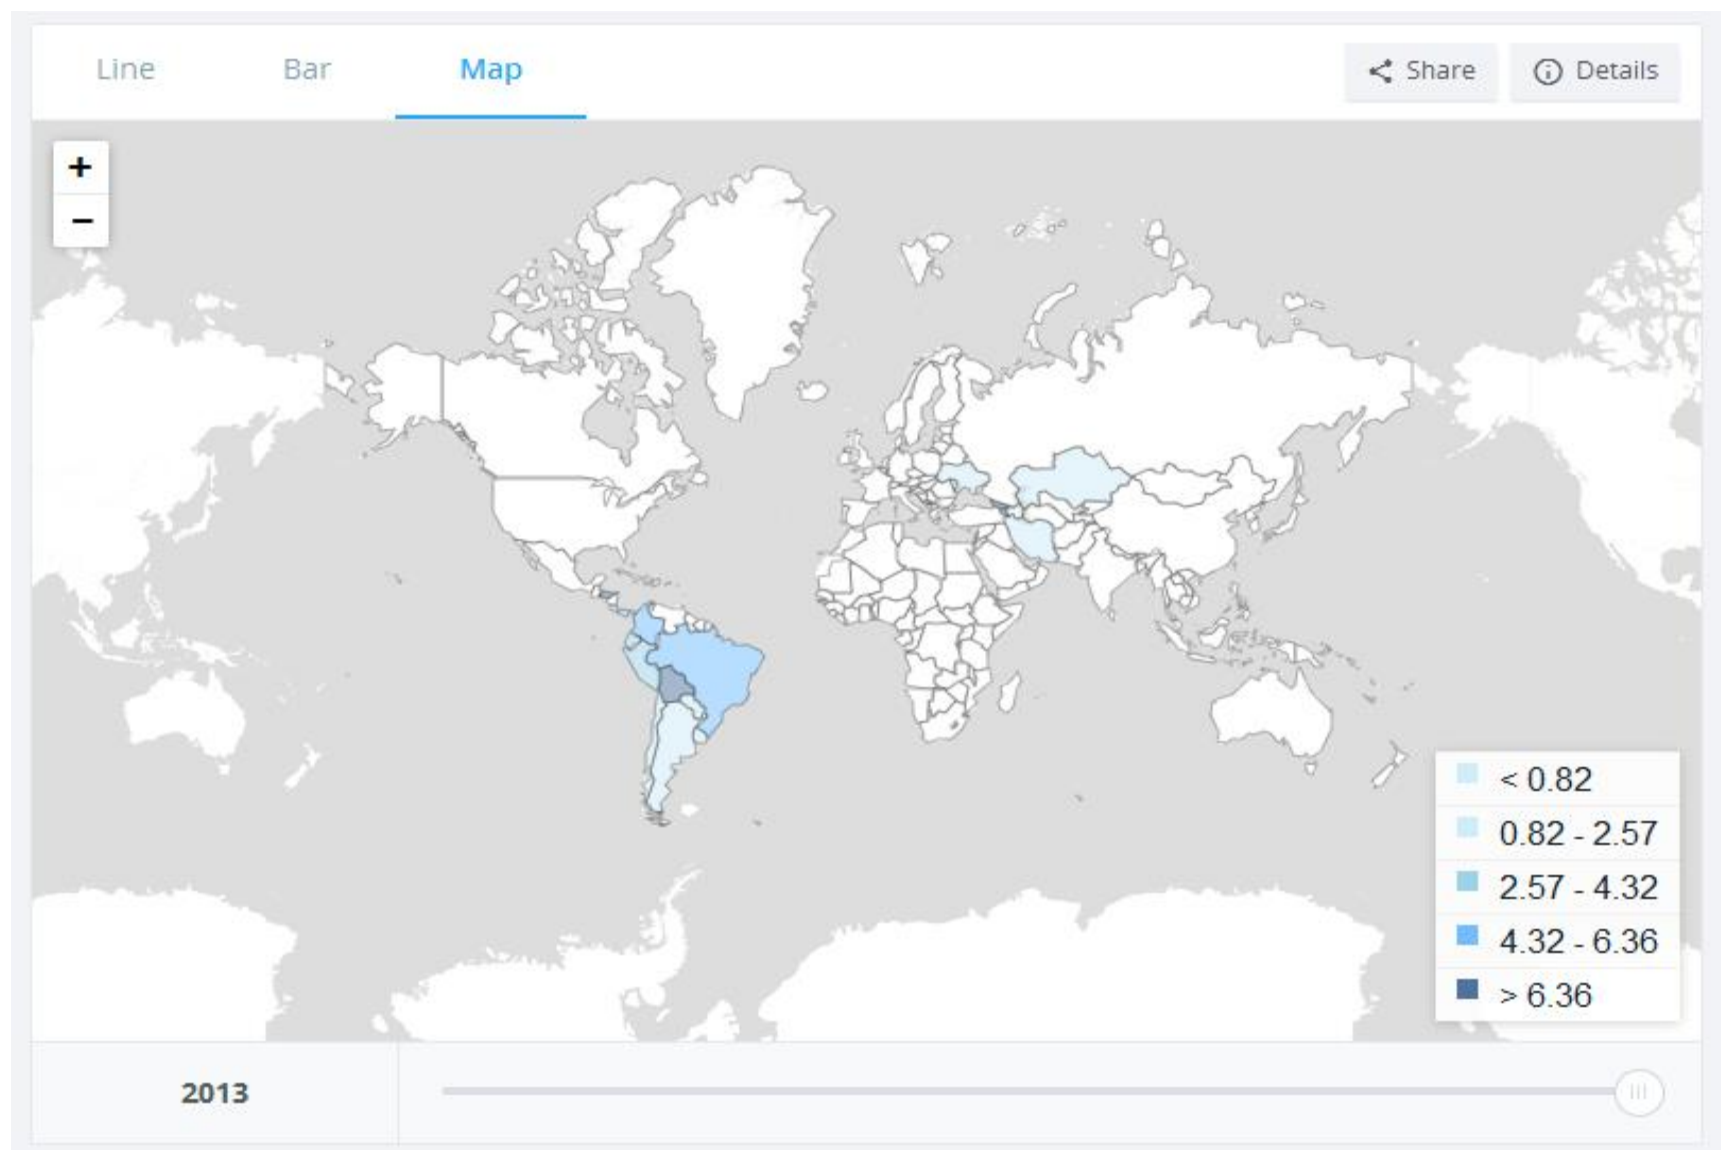 Line Bar Map Share Details
+
−
< 0.82
0.82 - 2.57
2.57 - 4.32
4.32 - 6.36
> 6.36
2013